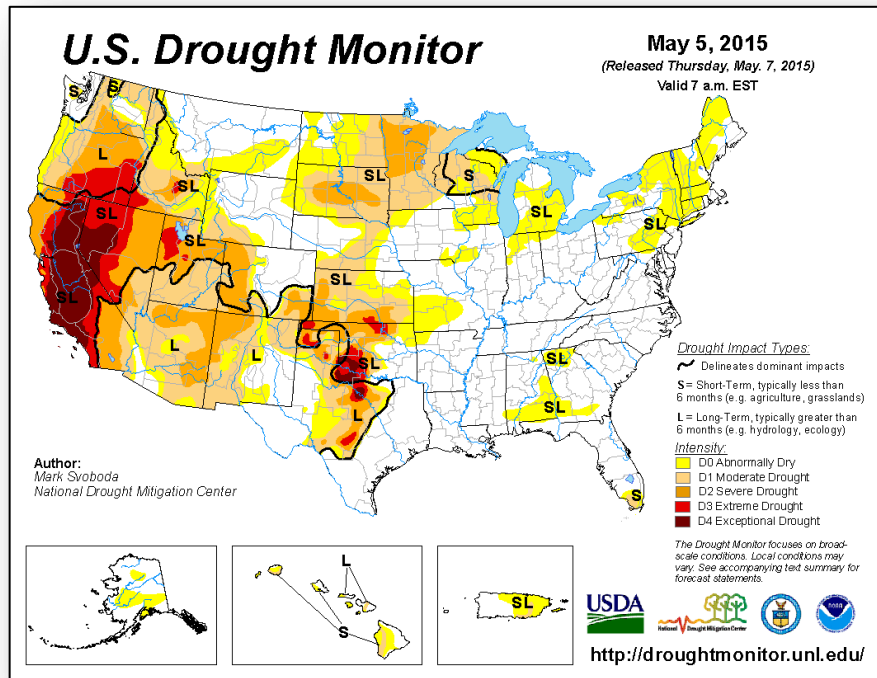 U.S. Drought Monitor
May 5, 2015
(Released Thursday, May. 7, 2015)
Valid 7 a.m. EST
S
S
L
SL
S
SL
SL
SL
SL
SL
SL
SL
L
L
SL
L
SL
SL
S
Drought Impact Types:
Delineates dominant impacts
S = Short-Term, typically less than
6 months (e.g. agriculture, grasslands)
L = Long-Term, typically greater than
6 months (e.g. hydrology, ecology)
Intensity:
D0 Abnormally Dry
D1 Moderate Drought
D2 Severe Drought
D3 Extreme Drought
D4 Exceptional Drought
Author:
Mark Svoboda
National Drought Mitigation Center
The Drought Monitor focuses on broad-
scale conditions. Local conditions may
vary. See accompanying text summary for
forecast statements.
L
S
SL
USDA
National Drought Mitigation Center
noaa
http://droughtmonitor.unl.edu/